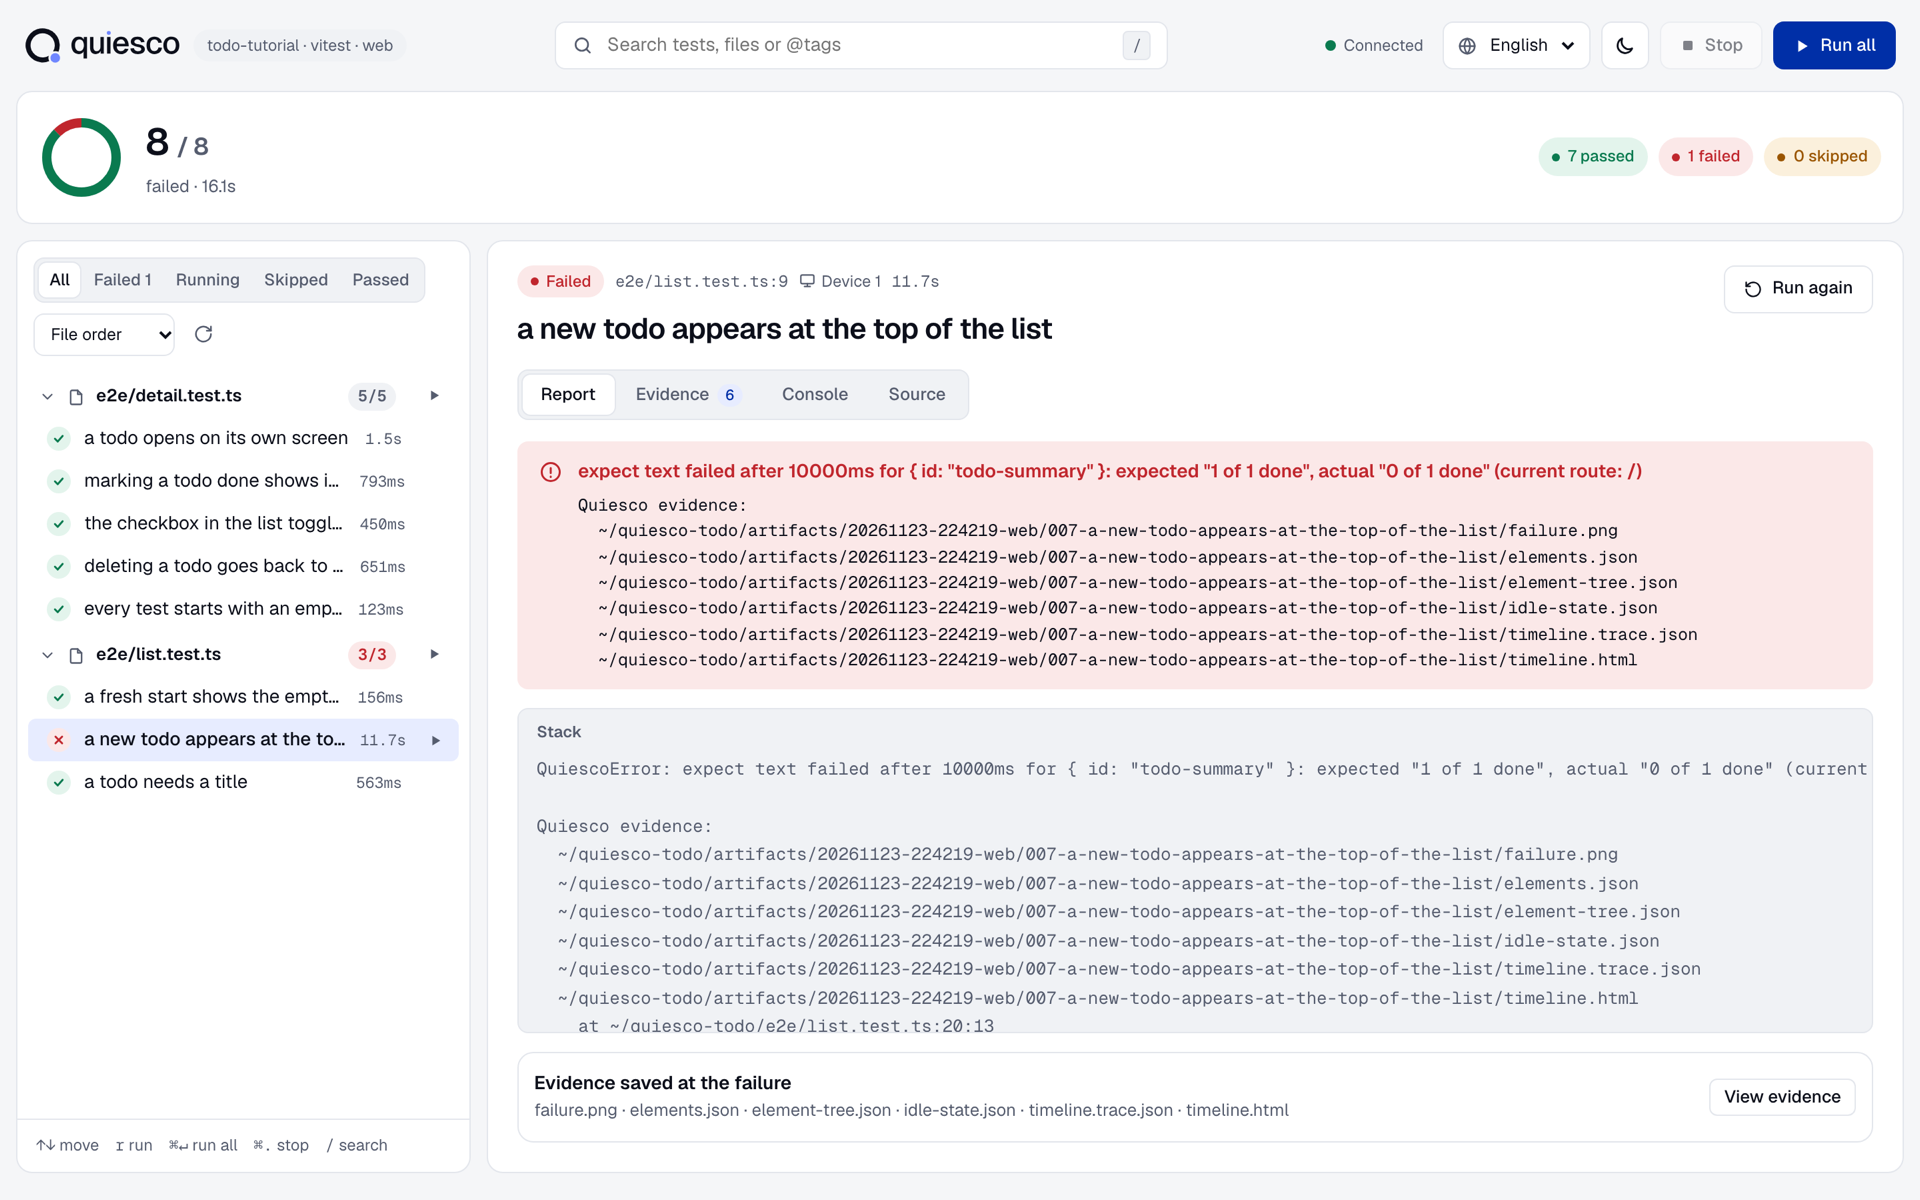 quiesco
todo-tutorial · vitest · web
Search tests, files or @tags
/
Connected
English
Stop
Run all
8 / 8
failed · 16.1s
7 passed
1 failed
0 skipped
All
Failed 1
Running
Skipped
Passed
File order
e2e/detail.test.ts
5/5
a todo opens on its own screen 1.5s
marking a todo done shows i... 793ms
the checkbox in the list toggl... 450ms
deleting a todo goes back to ... 651ms
every test starts with an emp... 123ms
e2e/list.test.ts
3/3
a fresh start shows the empt... 156ms
a new todo appears at the to... 11.7s
a todo needs a title 563ms
↑↓ move r run ⌘↵ run all ⌘. stop / search
Failed e2e/list.test.ts:9 Device 1 11.7s
Run again
a new todo appears at the top of the list
Report
Evidence 6
Console
Source
expect text failed after 10000ms for { id: "todo-summary" }: expected "1 of 1 done", actual "0 of 1 done" (current route: /)
Quiesco evidence:
~/quiesco-todo/artifacts/20261123-224219-web/007-a-new-todo-appears-at-the-top-of-the-list/failure.png
~/quiesco-todo/artifacts/20261123-224219-web/007-a-new-todo-appears-at-the-top-of-the-list/elements.json
~/quiesco-todo/artifacts/20261123-224219-web/007-a-new-todo-appears-at-the-top-of-the-list/element-tree.json
~/quiesco-todo/artifacts/20261123-224219-web/007-a-new-todo-appears-at-the-top-of-the-list/idle-state.json
~/quiesco-todo/artifacts/20261123-224219-web/007-a-new-todo-appears-at-the-top-of-the-list/timeline.trace.json
~/quiesco-todo/artifacts/20261123-224219-web/007-a-new-todo-appears-at-the-top-of-the-list/timeline.html
Stack
QuiescoError: expect text failed after 10000ms for { id: "todo-summary" }: expected "1 of 1 done", actual "0 of 1 done" (current
Quiesco evidence:
~/quiesco-todo/artifacts/20261123-224219-web/007-a-new-todo-appears-at-the-top-of-the-list/failure.png
~/quiesco-todo/artifacts/20261123-224219-web/007-a-new-todo-appears-at-the-top-of-the-list/elements.json
~/quiesco-todo/artifacts/20261123-224219-web/007-a-new-todo-appears-at-the-top-of-the-list/element-tree.json
~/quiesco-todo/artifacts/20261123-224219-web/007-a-new-todo-appears-at-the-top-of-the-list/idle-state.json
~/quiesco-todo/artifacts/20261123-224219-web/007-a-new-todo-appears-at-the-top-of-the-list/timeline.trace.json
~/quiesco-todo/artifacts/20261123-224219-web/007-a-new-todo-appears-at-the-top-of-the-list/timeline.html
at ~/quiesco-todo/e2e/list.test.ts:20:13
Evidence saved at the failure
failure.png · elements.json · element-tree.json · idle-state.json · timeline.trace.json · timeline.html
View evidence